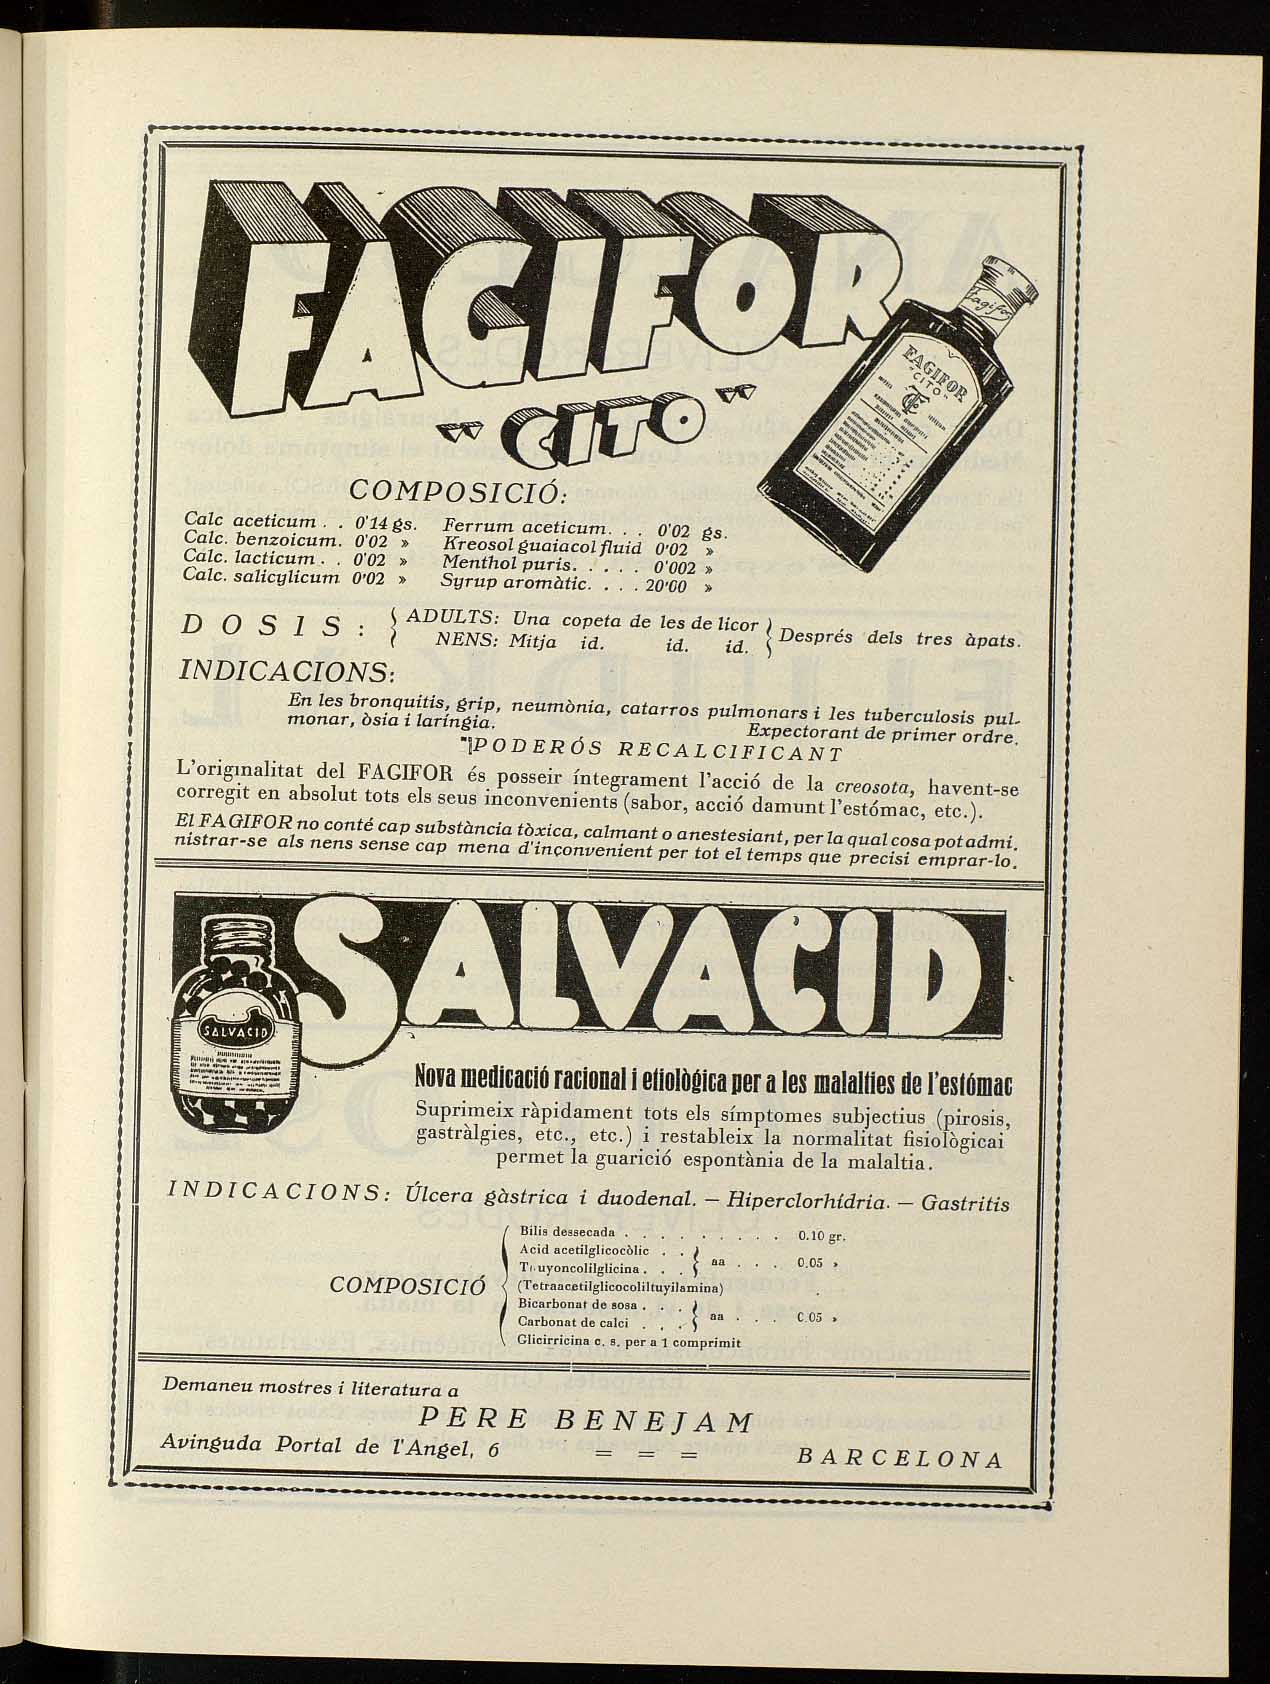 FAGIFOR
"CITO"
Fagifor
FAGIFOR
"CITO"
COMPOSICIÓ:
Calc aceticum . . 0'14 gs. Ferrum aceticum. . . 0'02 gs.
Calc. benzoicum. 0'02 » Kreosol guaiacol fluid 0'02 »
Calc. lacticum . . 0'02 » Menthol puris. . . . . 0'002 »
Calc. salicylicum 0'02 » Syrup aromàtic. . . . 20'00 »
DOSIS: ADULTS: Una copeta de les de licor
NENS: Mitja id. id. id. Després dels tres àpats.
INDICACIONS:
En les bronquitis, grip, neumònia, catarros pulmonars i les tuberculosis pul-
monar, òsia i laríngia. Expectorant de primer ordre.
PODERÓS RECALCIFICANT
L'originalitat del FAGIFOR és posseir íntegrament l'acció de la creosota, havent-se
corregit en absolut tots els seus inconvenients (sabor, acció damunt l'estómac, etc.).
El FAGIFOR no conté cap substància tòxica, calmant o anestesiant, per la qual cosa pot admi.
nistrar-se als nens sense cap mena d'inconvenient per tot el temps que precisi emprar-lo.
SALVACID
SALVACID
Nova medicació racional i etiològica per a les malalties de l'estómac
Suprimeix ràpidament tots els símptomes subjectius (pirosis,
gastràlgies, etc., etc.) i restableix la normalitat fisiològicai
permet la guarició espontània de la malaltia.
INDICACIONS: Úlcera gàstrica i duodenal. — Hiperclorhídria. — Gastritis
COMPOSICIÓ
Bilis dessecada . . . . . . . . . 0.10 gr.
Acid acetilglicocòlic . .
Truyoncolilglicina . . . aa . . . 0.05 »
(Tetraacetilglicocoliltuyilamina)
Bicarbonat de sosa . . .
Carbonat de calci . . . aa . . . 0.05 »
Glicirricina c. s. per a 1 comprimit
Demaneu mostres i literatura a
PERE BENEJAM
Avinguda Portal de l'Angel, 6 = = = BARCELONA